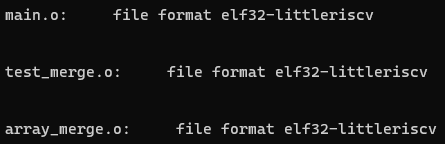 main.o:     file format elf32-littleriscv
test_merge.o:     file format elf32-littleriscv
array_merge.o:     file format elf32-littleriscv